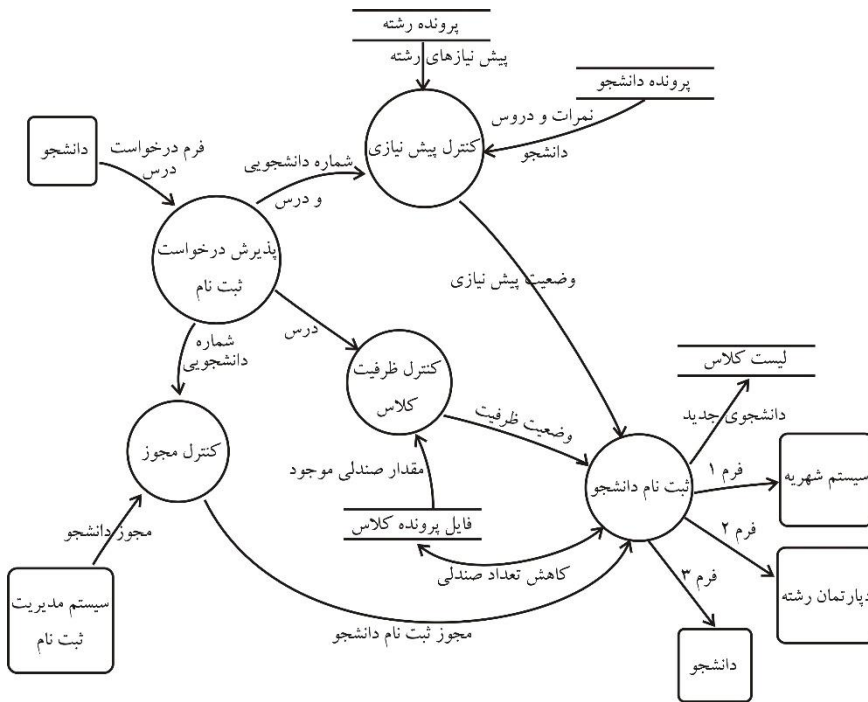 پرونده رشته
پیش نیازهای رشته
پرونده دانشجو
نمرات و دروس
دانشجو
کنترل پیش نیازی
دانشجو
فرم درخواست
درس
شماره دانشجویی
و درس
پذیرش درخواست
ثبت نام
وضعیت پیش نیازی
درس
شماره
دانشجویی
کنترل ظرفیت
کلاس
لیست کلاس
دانشجوی جدید
وضعیت ظرفیت
کنترل مجوز
مقدار صندلی موجود
ثبت نام دانشجو
فرم ۱
سیستم شهریه
فایل پرونده کلاس
فرم ۲
مجوز دانشجو
کاهش تعداد صندلی
فرم ۳
دپارتمان رشته
سیستم مدیریت
ثبت نام
مجوز ثبت نام دانشجو
دانشجو